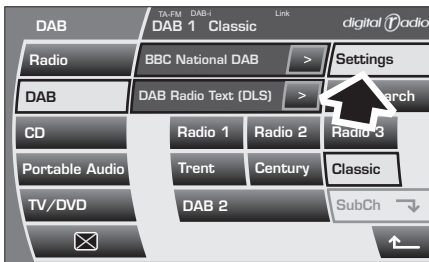 DAB
TA-FM DAB-i Link
DAB 1 Classic
digital radio
Radio
BBC National DAB >
Settings
DAB
DAB Radio Text (DLS) >
arch
CD
Radio 1 Radio 2 Radio 3
Portable Audio
Trent Century Classic
TV/DVD
DAB 2
SubCh